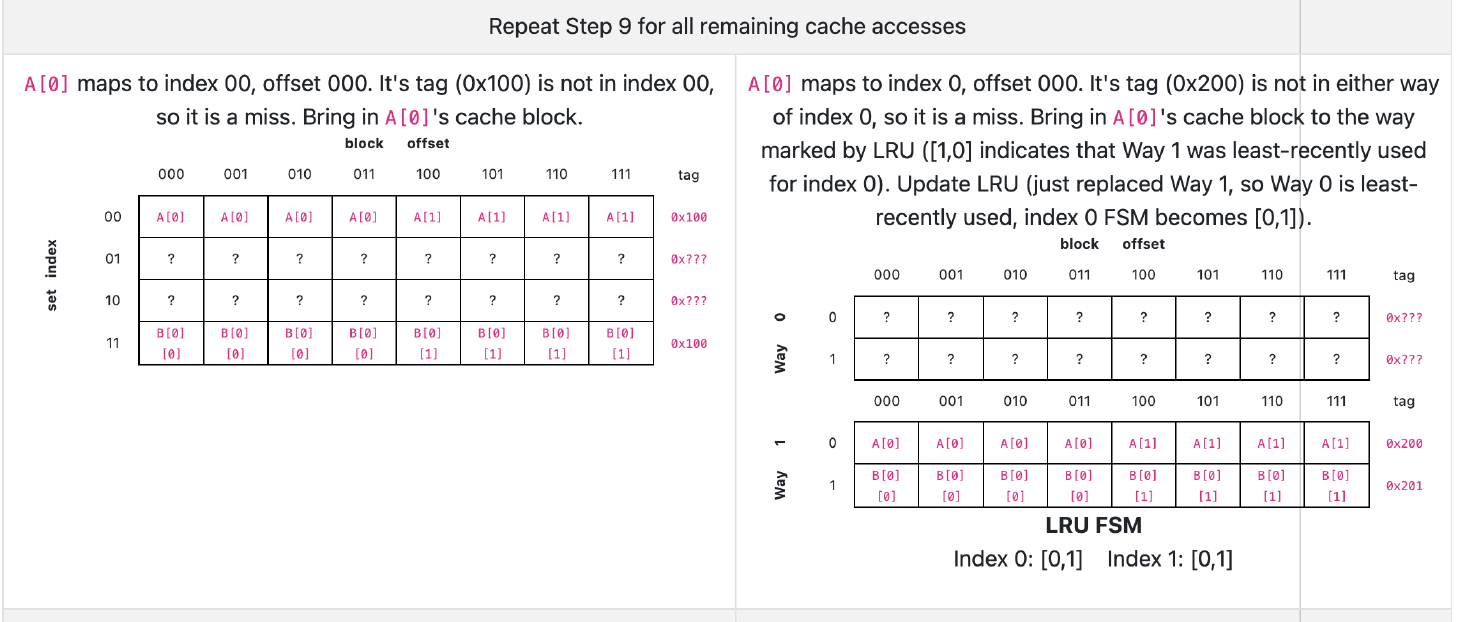 Repeat Step 9 for all remaining cache accesses
A[0] maps to index 00, offset 000. It's tag (0x100) is not in index 00,
so it is a miss. Bring in A[0]'s cache block.
block offset
000 001 010 011 100 101 110 111 tag
set index
00 A[0] A[0] A[0] A[0] A[1] A[1] A[1] A[1] 0x100
01 ? ? ? ? ? ? ? ? 0x???
10 ? ? ? ? ? ? ? ? 0x???
11 B[0] B[0] B[0] B[0] B[0] B[0] B[0] B[0] 0x100
[0] [0] [0] [0] [1] [1] [1] [1]
A[0] maps to index 0, offset 000. It's tag (0x200) is not in either way
of index 0, so it is a miss. Bring in A[0]'s cache block to the way
marked by LRU ([1,0] indicates that Way 1 was least-recently used
for index 0). Update LRU (just replaced Way 1, so Way 0 is least-
recently used, index 0 FSM becomes [0,1]).
block offset
000 001 010 011 100 101 110 111 tag
Way 0
0 ? ? ? ? ? ? ? ? 0x???
1 ? ? ? ? ? ? ? ? 0x???
000 001 010 011 100 101 110 111 tag
Way 1
0 A[0] A[0] A[0] A[0] A[1] A[1] A[1] A[1] 0x200
1 B[0] B[0] B[0] B[0] B[0] B[0] B[0] B[0] 0x201
[0] [0] [0] [0] [1] [1] [1] [1]
LRU FSM
Index 0: [0,1] Index 1: [0,1]